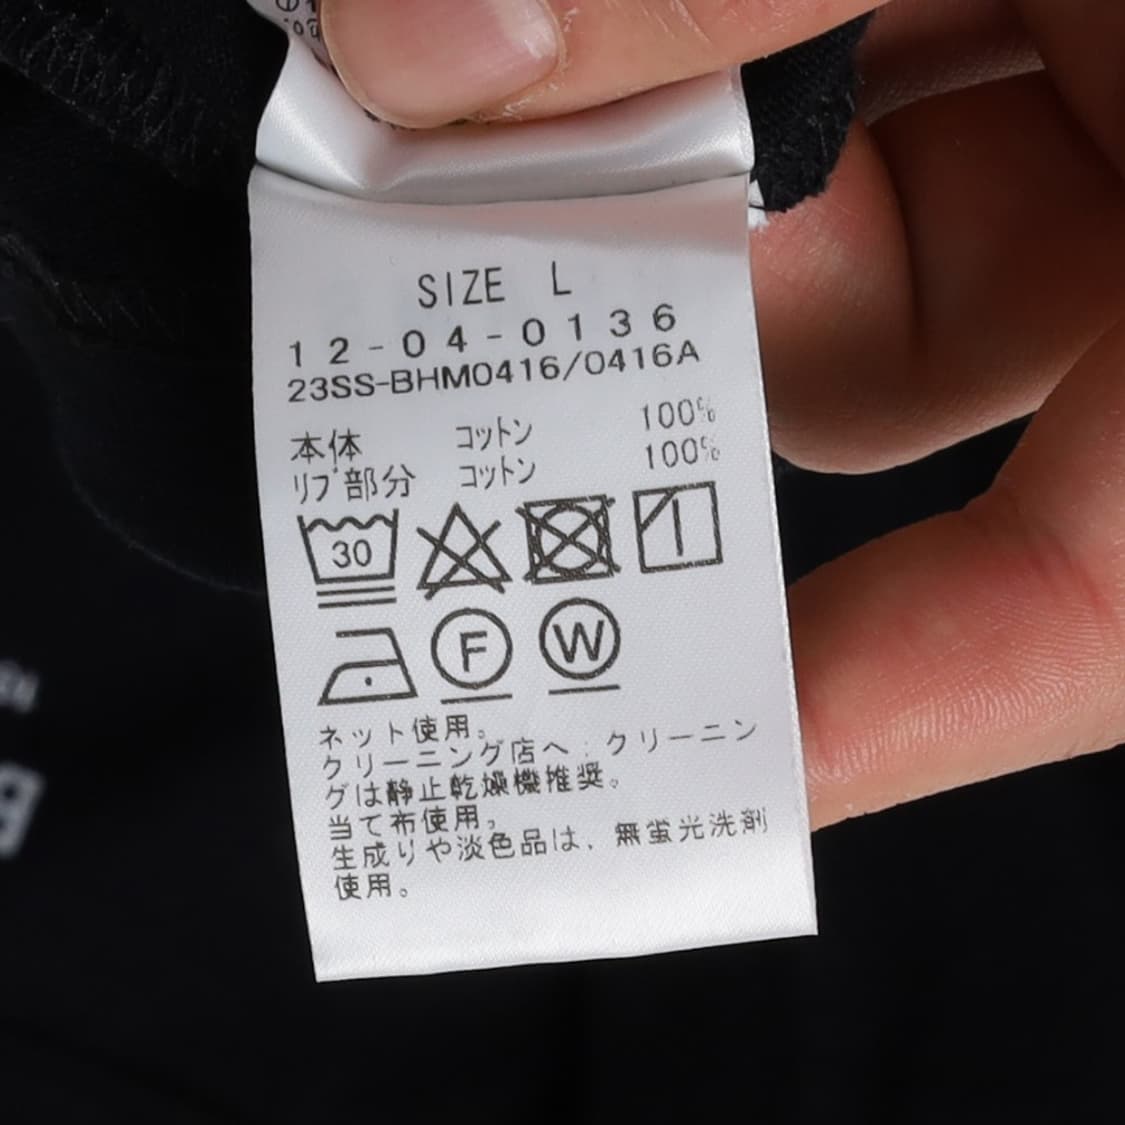 SIZE L
12-04-0136
23SS-BHM0416/0416A
本体 コットン 100%
リブ部分 コットン 100%
30
F W
ネット使用。
クリーニング店へ．クリーニン
グは静止乾燥機推奨。
当て布使用。
生成りや淡色品は、無蛍光洗剤
使用。